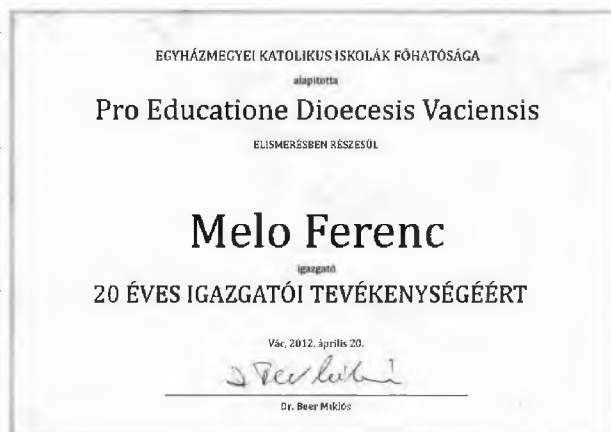 EGYHÁZMEGYEI KATOLIKUS ISKOLÁK FŐHATÓSÁGA
alapította
Pro Educatione Dioecesis Vaciensis
ELISMERÉSBEN RÉSZESÜL
Melo Ferenc
igazgató
20 ÉVES IGAZGATÓI TEVÉKENYSÉGÉÉRT
Vác, 2012. április 20.
Dr. Beer Miklós